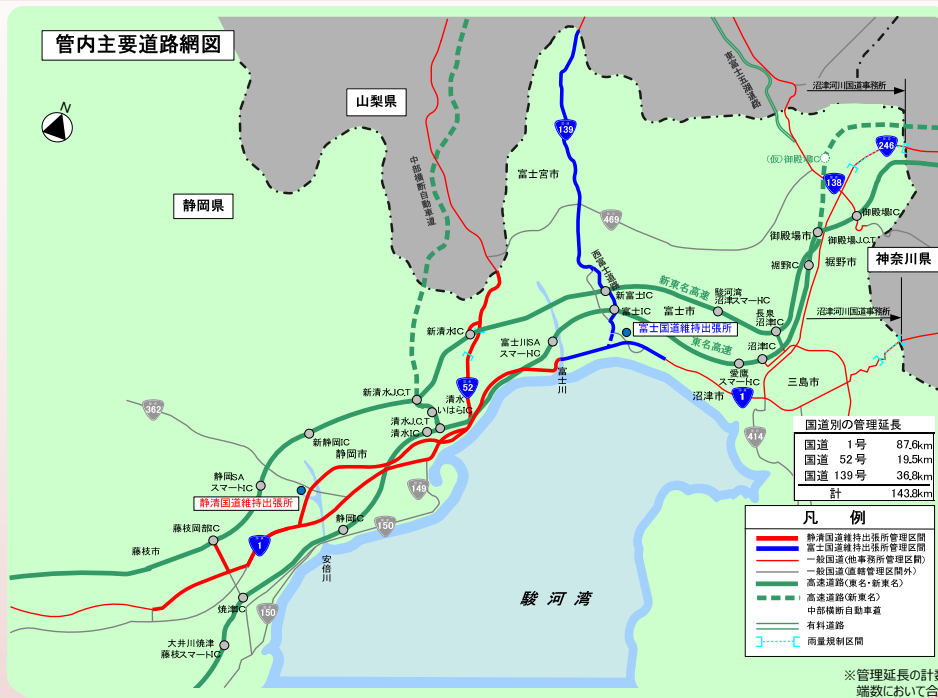 管内主要道路網図
N
山梨県
静岡県
神奈川県
沼津河川国道事務所
東富士五湖道路
139
246
138
(仮)御殿場IC
中部横断自動車道
富士宮市
469
御殿場IC
御殿場市
御殿場J.C.T
裾野IC
裾野市
西富士道路
新東名高速
駿河湾
沼津スマートIC
新富士IC
富士IC
富士市
長泉
沼津IC
沼津河川国道事務所
富士国道維持出張所
新清水IC
富士川SA
スマートIC
東名高速
沼津IC
愛鷹
スマートIC
三島市
52
富士川
沼津市
1
新清水J.C.T
清水
いはらIC
清水J.C.T
清水IC
362
414
新静岡IC
静岡市
静岡SA
スマートIC
149
静清国道維持出張所
静岡IC
150
藤枝岡部IC
藤枝市
1
安倍川
駿河湾
焼津IC
150
大井川焼津
藤枝スマートIC
国道別の管理延長
国道 1号 87.6km
国道 52号 19.5km
国道 139号 36.8km
計 143.8km
凡 例
静清国道維持出張所管理区間
富士国道維持出張所管理区間
一般国道(他事務所管理区間)
一般国道(直轄管理区間外)
高速道路(東名・新東名)
高速道路(新東名)
中部横断自動車道
有料道路
雨量規制区間
※管理延長の計数
端数において合